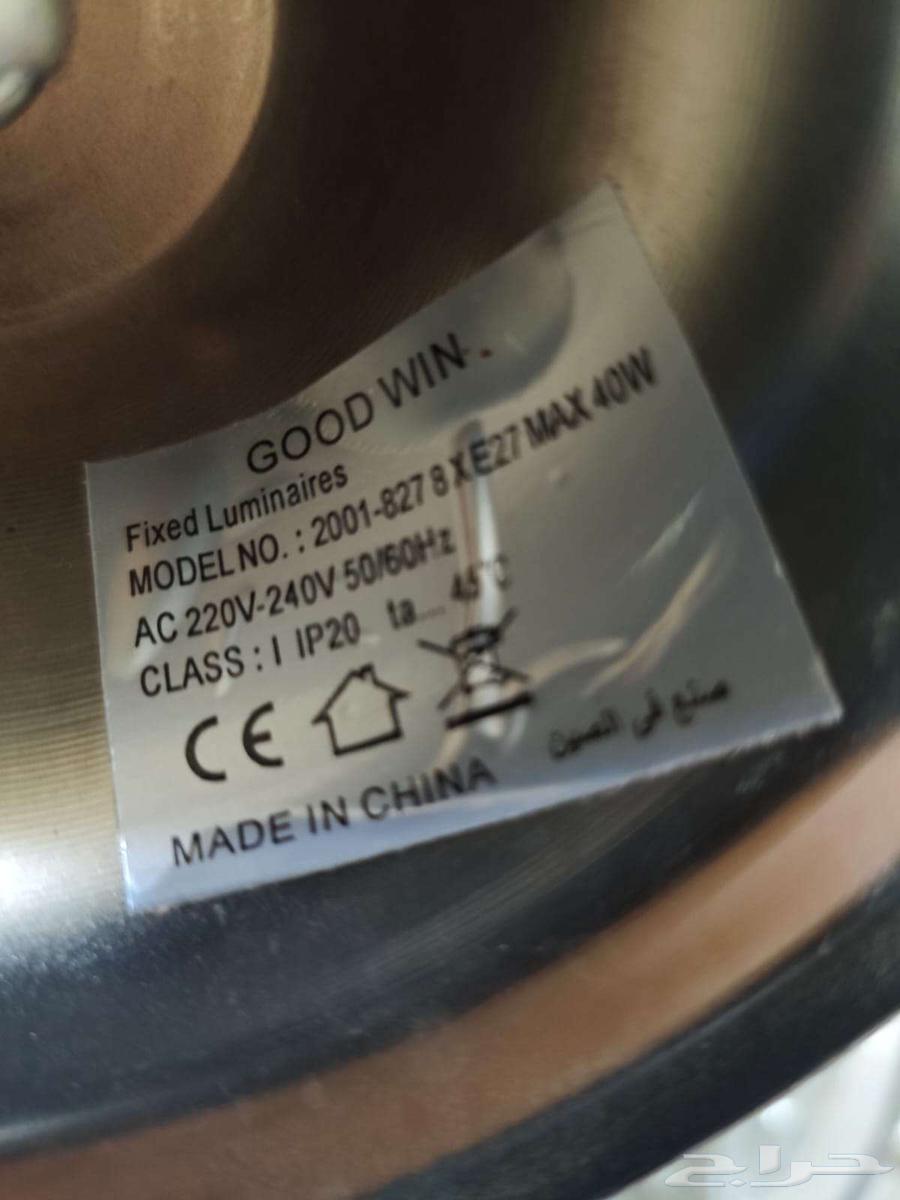 GOOD WIN
Fixed Luminaires
MODEL NO. : 2001-827 8 X E27 MAX 40W
AC 220V-240V 50/60Hz
CLASS : I IP20 ta.... 45°C
CE
صنع في الصين
MADE IN CHINA
حراج